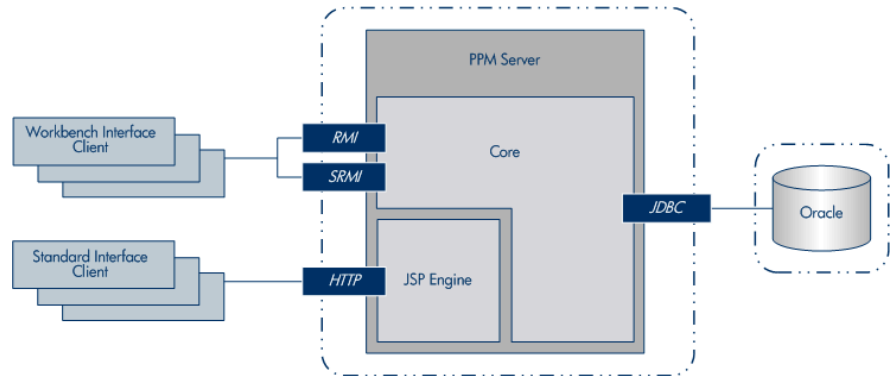 PPM Server
Workbench Interface
Client
RMI
Core
SRMI
JDBC
Oracle
Standard Interface
Client
HTTP
JSP Engine